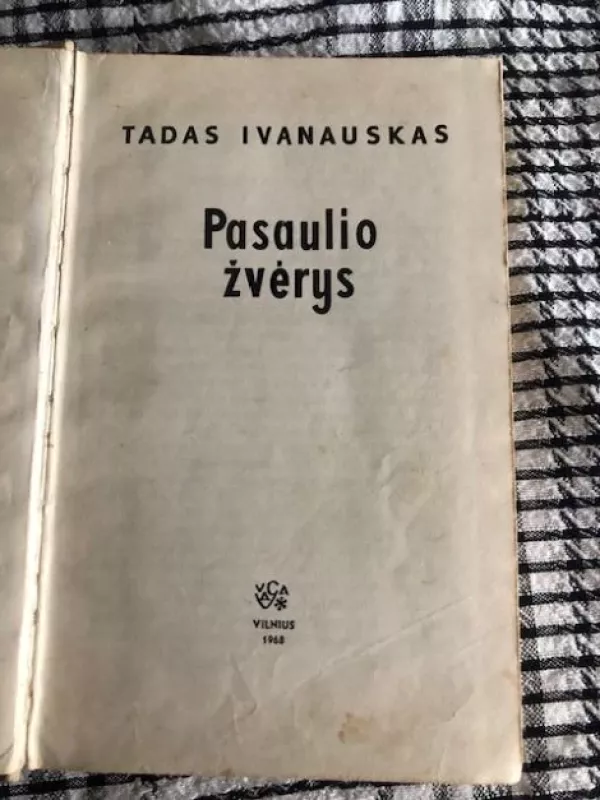 TADAS IVANAUSKAS
Pasaulio
žvėrys
VILNIUS
1968